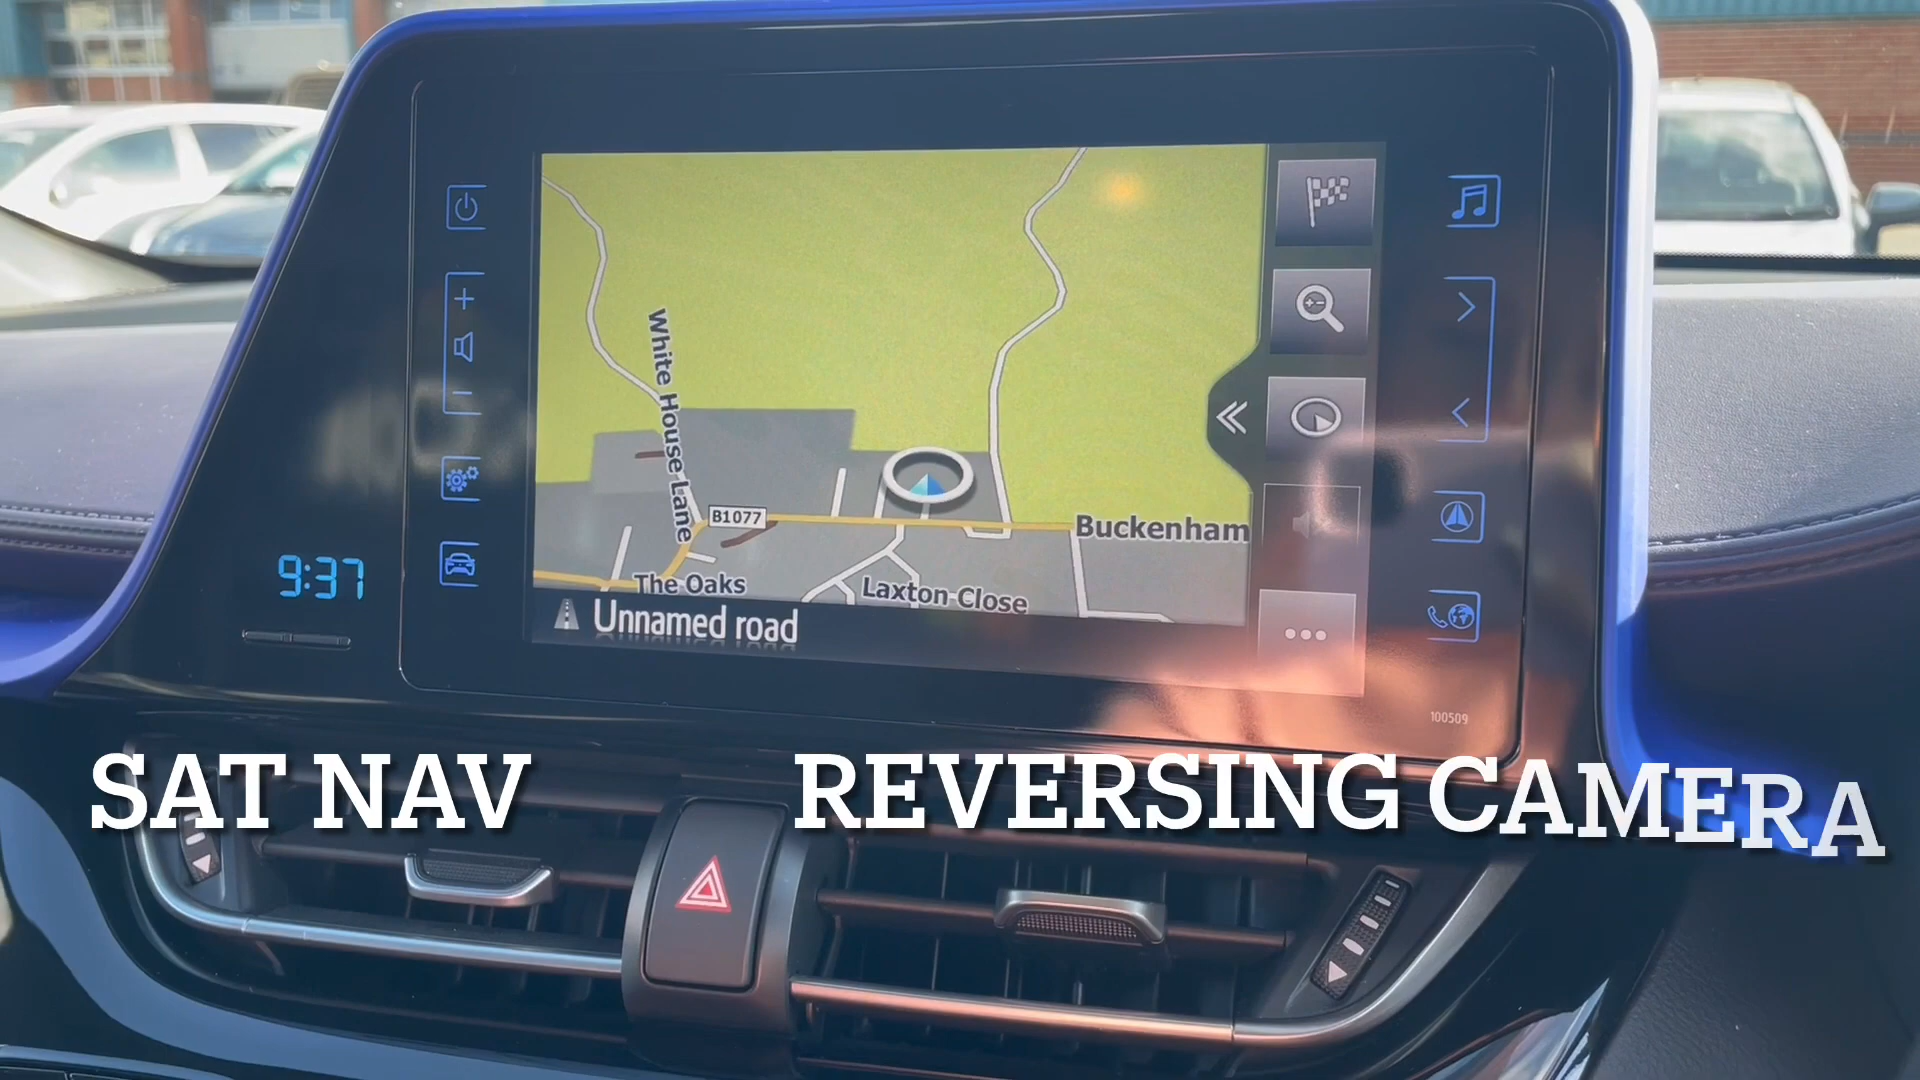 White House Lane
B1077
Buckenham
The Oaks
Laxton Close
Unnamed road
9:37
100509
SAT NAV
REVERSING CAMERA